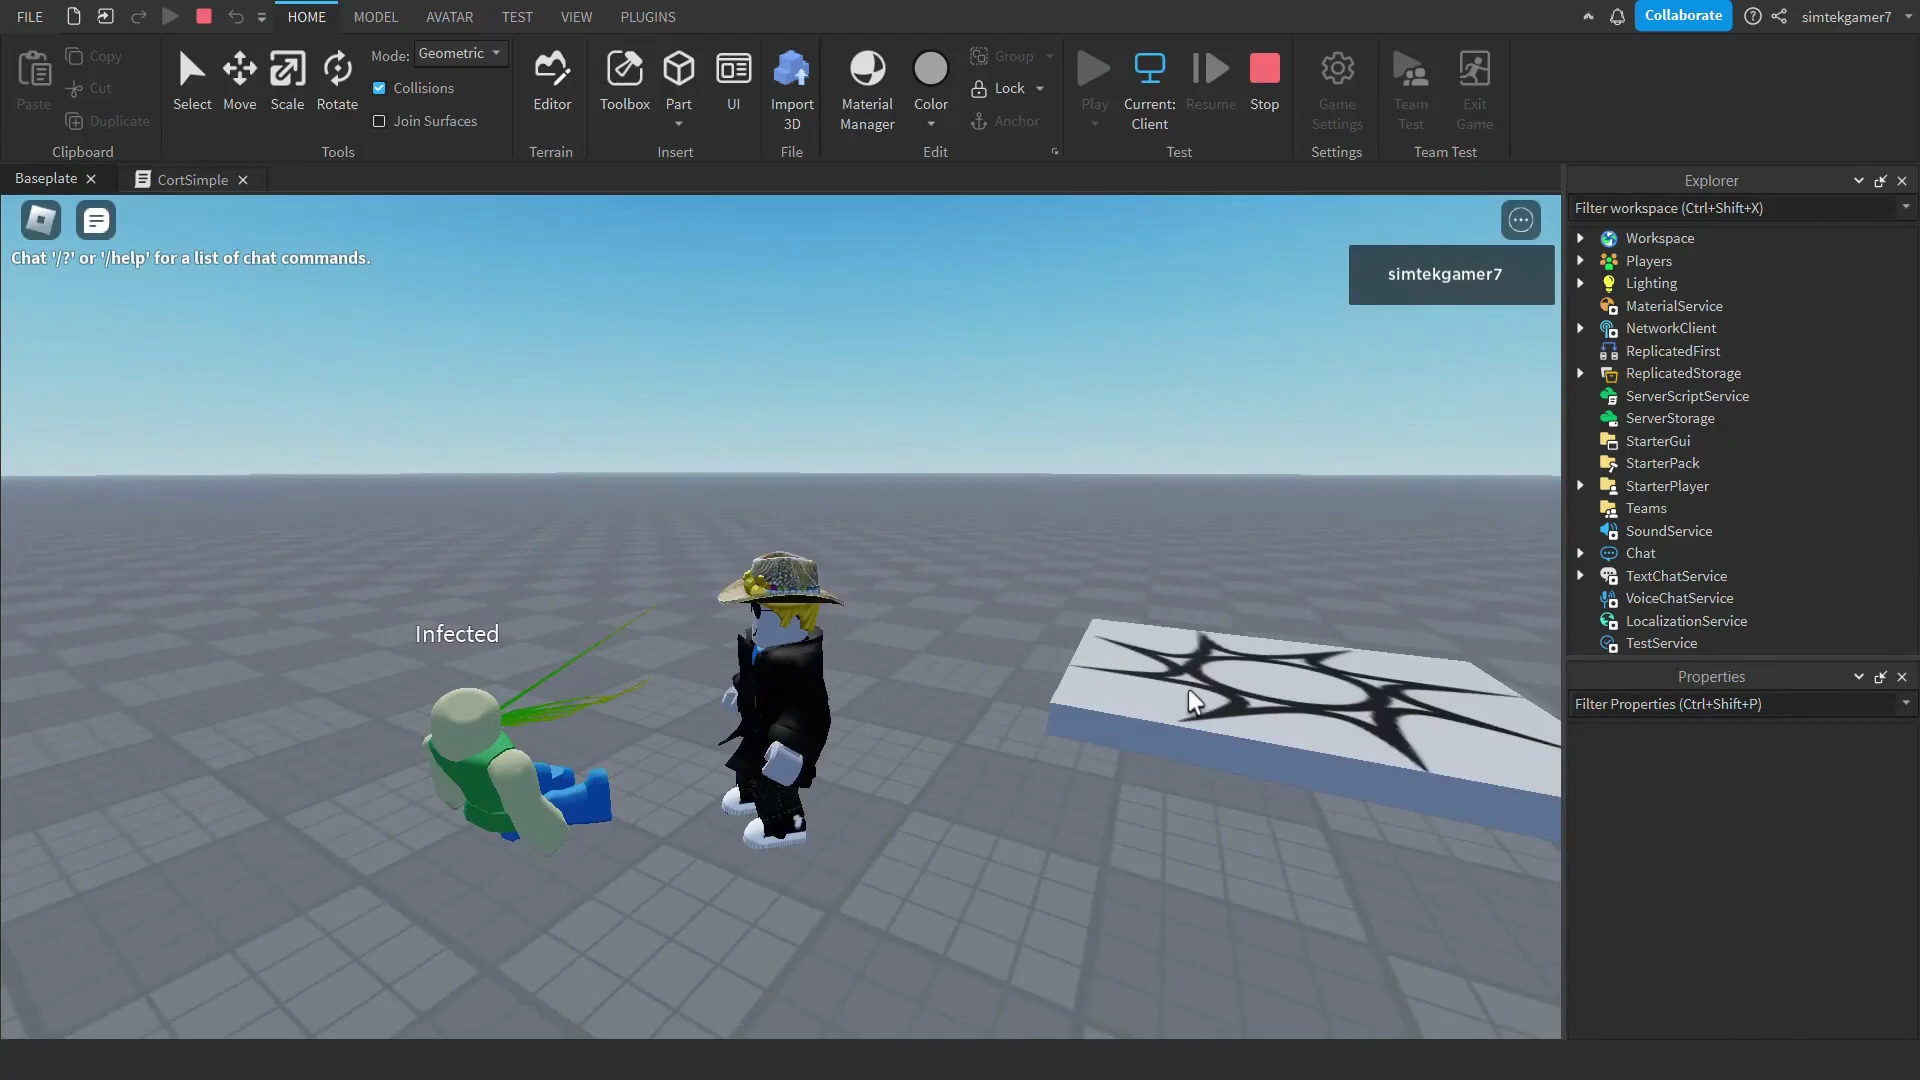 FILE
HOME
MODEL
AVATAR
TEST
VIEW
PLUGINS
Collaborate
simtekgamer7
Paste
Copy
Cut
Duplicate
Clipboard
Select
Move
Scale
Rotate
Mode: Geometric
Collisions
Join Surfaces
Tools
Editor
Terrain
Toolbox
Part
UI
Insert
Import
3D
File
Material
Manager
Color
Group
Lock
Anchor
Edit
Play
Current:
Client
Resume
Stop
Test
Game
Settings
Settings
Team
Test
Exit
Game
Team Test
Baseplate
CortSimple
Chat '/?' or '/help' for a list of chat commands.
simtekgamer7
Infected
Explorer
Filter workspace (Ctrl+Shift+X)
Workspace
Players
Lighting
MaterialService
NetworkClient
ReplicatedFirst
ReplicatedStorage
ServerScriptService
ServerStorage
StarterGui
StarterPack
StarterPlayer
Teams
SoundService
Chat
TextChatService
VoiceChatService
LocalizationService
TestService
Properties
Filter Properties (Ctrl+Shift+P)